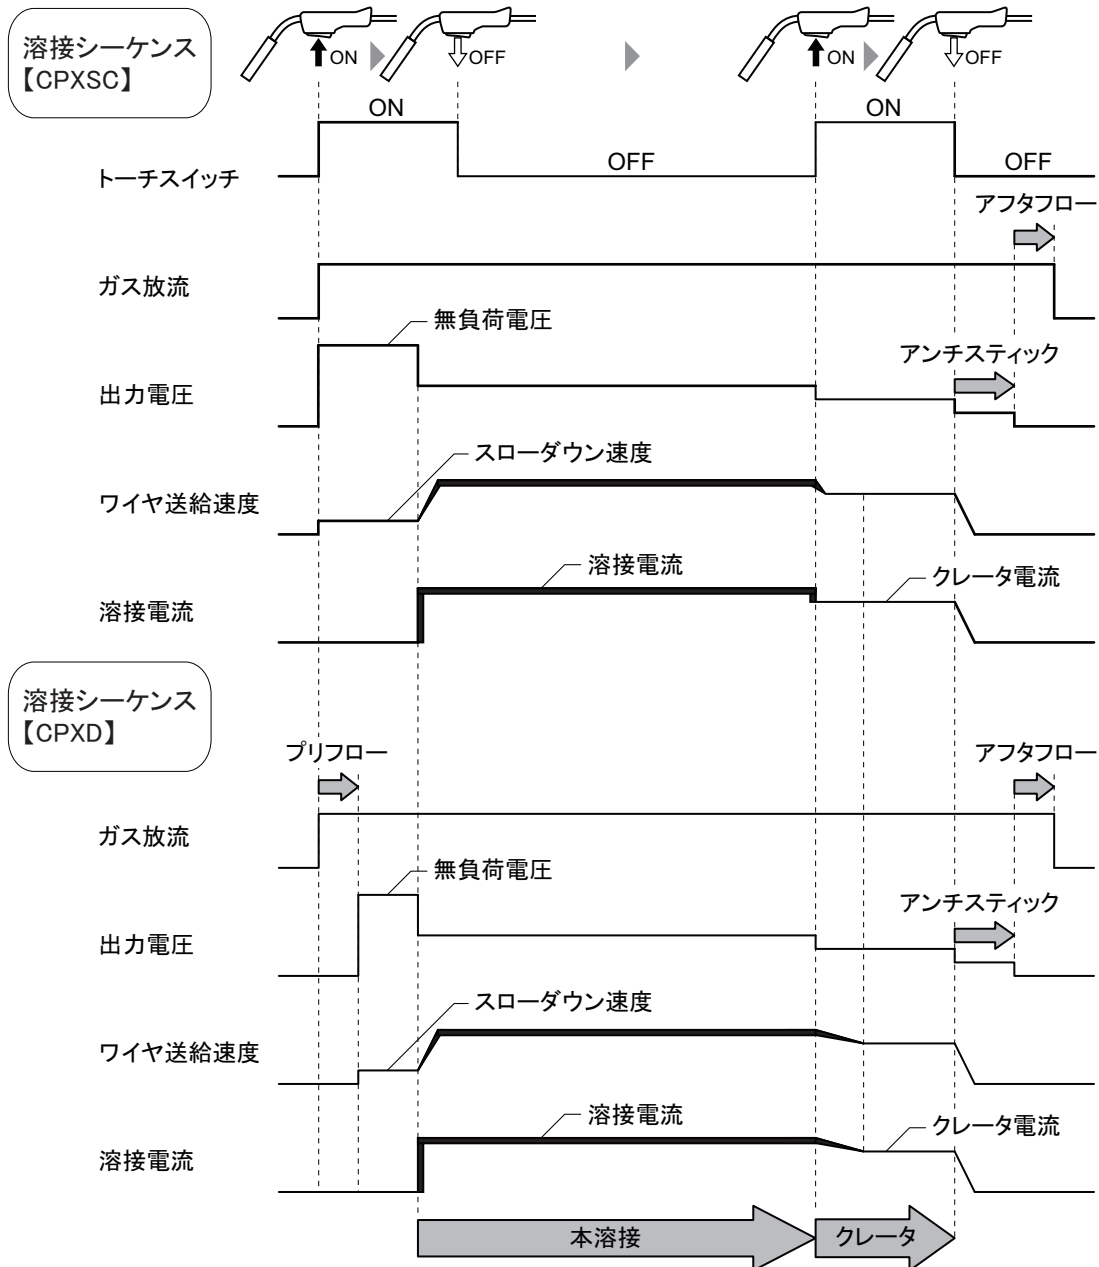 溶接シーケンス
【CPXSC】
ON
OFF
ON
OFF
ON
ON
トーチスイッチ
OFF
OFF
アフタフロー
ガス放流
無負荷電圧
アンチスティック
出力電圧
スローダウン速度
ワイヤ送給速度
溶接電流
クレータ電流
溶接電流
溶接シーケンス
【CPXD】
プリフロー
アフタフロー
ガス放流
無負荷電圧
アンチスティック
出力電圧
スローダウン速度
ワイヤ送給速度
溶接電流
クレータ電流
溶接電流
本溶接
クレータ